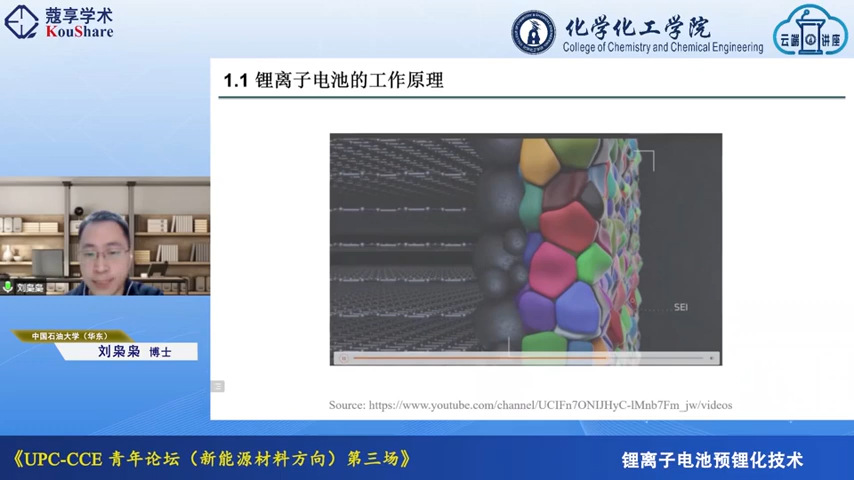 蔻享学术
KouShare
化学化工学院
College of Chemistry and Chemical Engineering
云端讲座
1.1 锂离子电池的工作原理
SEI
刘枭枭
中国石油大学（华东）
刘枭枭 博士
Source: https://www.youtube.com/channel/UCIFn7ONIJHyC-lMnb7Fm_jw/videos
《UPC-CCE 青年论坛（新能源材料方向）第三场》
锂离子电池预锂化技术